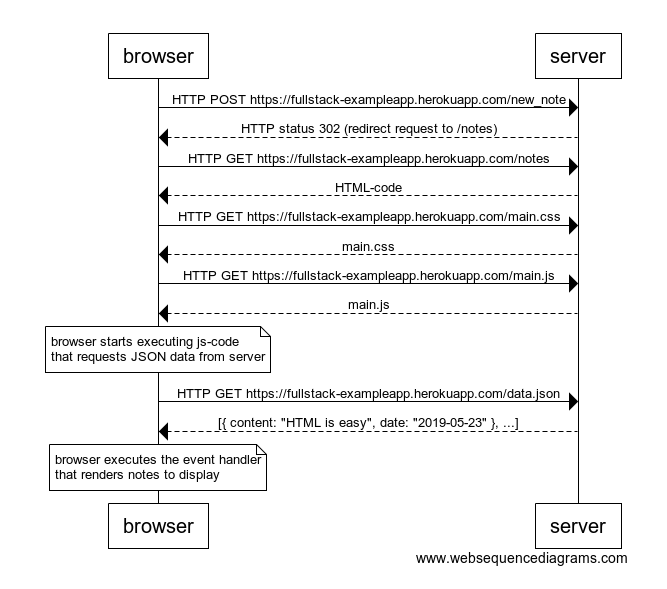 browser
server
HTTP POST https://fullstack-exampleapp.herokuapp.com/new_note
HTTP status 302 (redirect request to /notes)
HTTP GET https://fullstack-exampleapp.herokuapp.com/notes
HTML-code
HTTP GET https://fullstack-exampleapp.herokuapp.com/main.css
main.css
HTTP GET https://fullstack-exampleapp.herokuapp.com/main.js
main.js
browser starts executing js-code
that requests JSON data from server
HTTP GET https://fullstack-exampleapp.herokuapp.com/data.json
[{ content: "HTML is easy", date: "2019-05-23" }, ...]
browser executes the event handler
that renders notes to display
browser
server
www.websequencediagrams.com